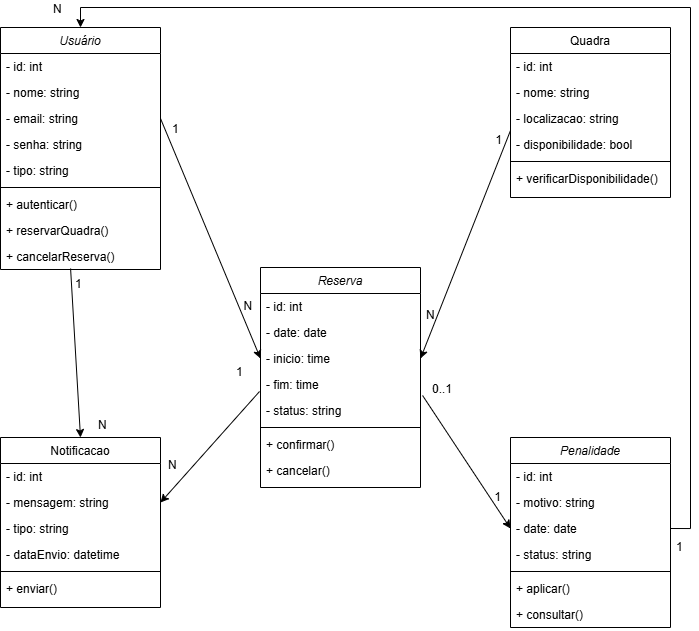 N
Usuário
- id: int
- nome: string
- email: string
- senha: string
- tipo: string
+ autenticar()
+ reservarQuadra()
+ cancelarReserva()
1
1
N
Quadra
- id: int
- nome: string
- localizacao: string
- disponibilidade: bool
+ verificarDisponibilidade()
1
N
Reserva
- id: int
- date: date
- inicio: time
- fim: time
- status: string
+ confirmar()
+ cancelar()
1
N
0..1
1
N
Notificacao
- id: int
- mensagem: string
- tipo: string
- dataEnvio: datetime
+ enviar()
Penalidade
- id: int
- motivo: string
- date: date
- status: string
+ aplicar()
+ consultar()
1